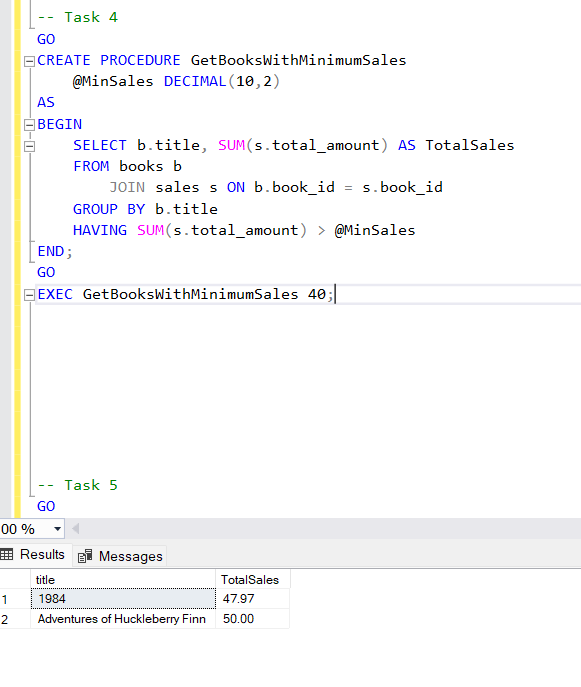 -- Task 4
GO
CREATE PROCEDURE GetBooksWithMinimumSales
@MinSales DECIMAL(10,2)
AS
BEGIN
SELECT b.title, SUM(s.total_amount) AS TotalSales
FROM books b
JOIN sales s ON b.book_id = s.book_id
GROUP BY b.title
HAVING SUM(s.total_amount) > @MinSales
END;
GO
EXEC GetBooksWithMinimumSales 40;
-- Task 5
GO
00 %
Results Messages
title TotalSales
1 1984 47.97
2 Adventures of Huckleberry Finn 50.00